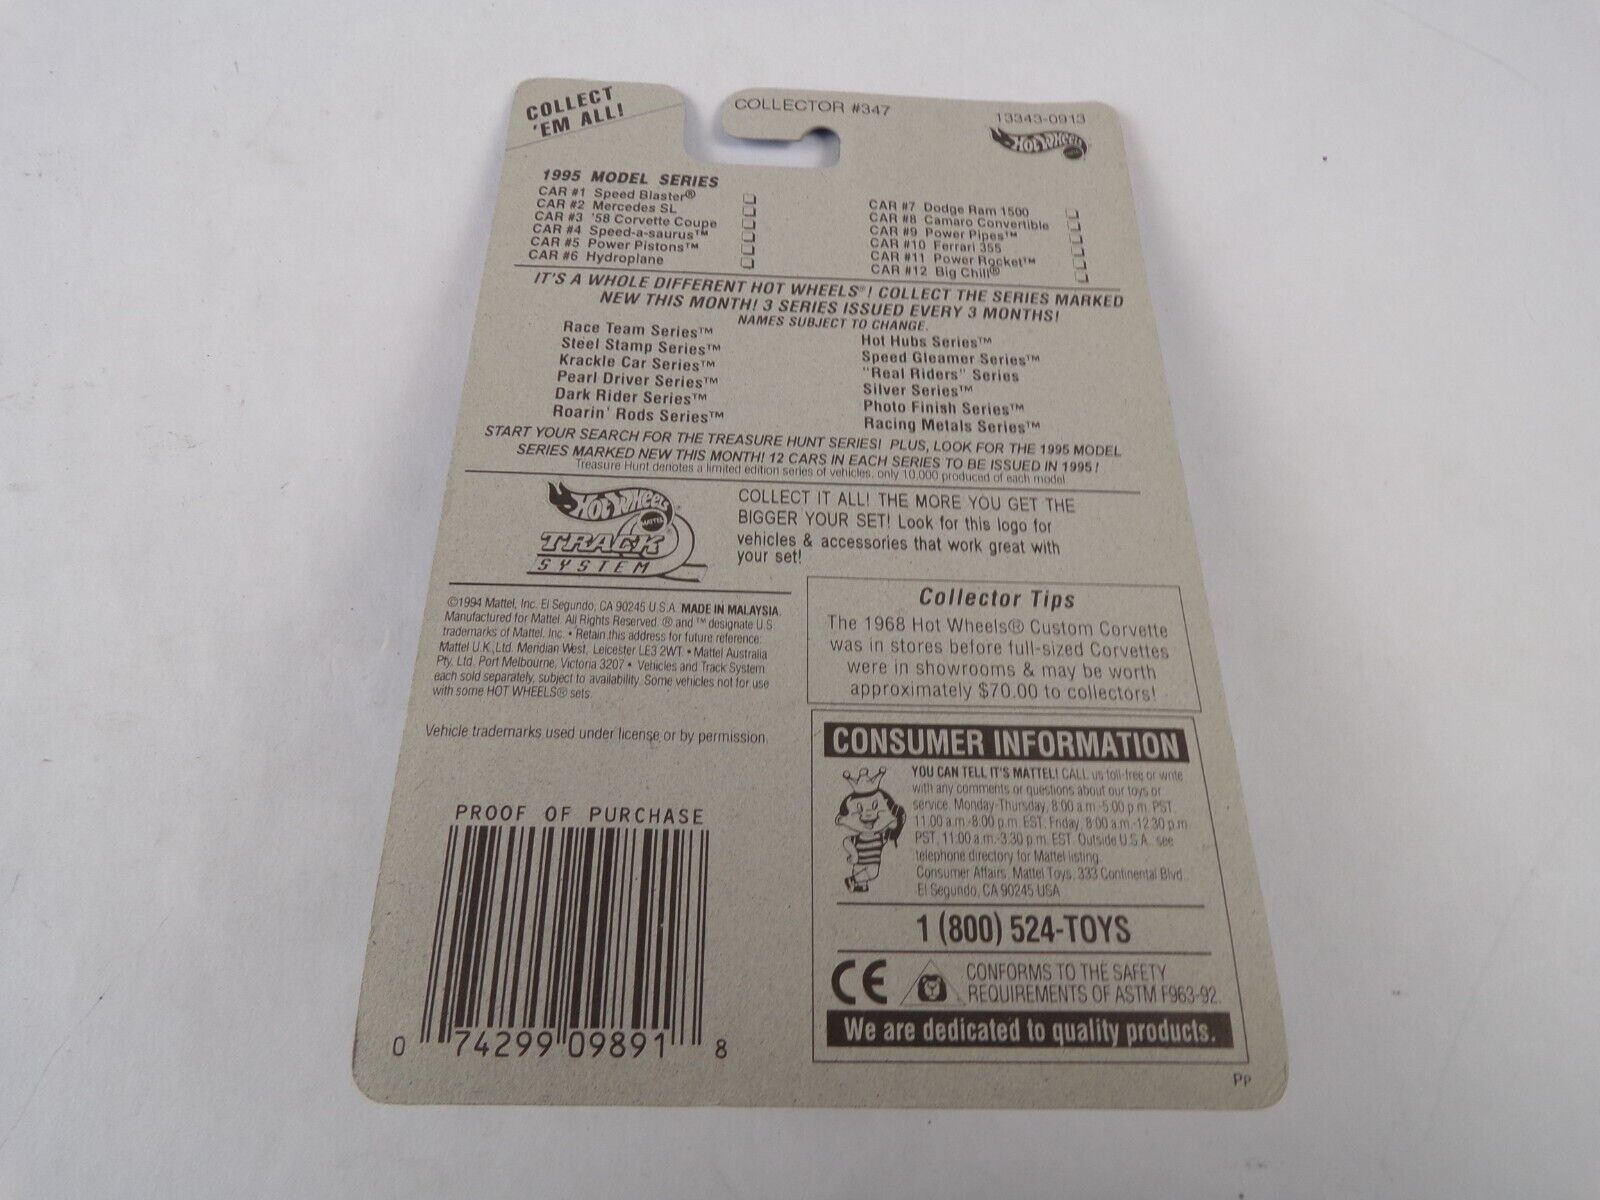 COLLECT
'EM ALL!
COLLECTOR #347
13343-0913
Hot Wheels
1995 MODEL SERIES
CAR #1 Speed Blaster®
CAR #2 Mercedes SL
CAR #3 '58 Corvette Coupe
CAR #4 Speed-a-saurus™
CAR #5 Power Pistons™
CAR #6 Hydroplane
CAR #7 Dodge Ram 1500
CAR #8 Camaro Convertible
CAR #9 Power Pipes™
CAR #10 Ferrari 355
CAR #11 Power Rocket™
CAR #12 Big Chill®
IT'S A WHOLE DIFFERENT HOT WHEELS®! COLLECT THE SERIES MARKED
NEW THIS MONTH! 3 SERIES ISSUED EVERY 3 MONTHS!
NAMES SUBJECT TO CHANGE.
Race Team Series™
Steel Stamp Series™
Krackle Car Series™
Pearl Driver Series™
Dark Rider Series™
Roarin' Rods Series™
Hot Hubs Series™
Speed Gleamer Series™
"Real Riders" Series
Silver Series™
Photo Finish Series™
Racing Metals Series™
START YOUR SEARCH FOR THE TREASURE HUNT SERIES! PLUS, LOOK FOR THE 1995 MODEL
SERIES MARKED NEW THIS MONTH! 12 CARS IN EACH SERIES TO BE ISSUED IN 1995!
Treasure Hunt denotes a limited edition series of vehicles, only 10,000 produced of each model.
Hot Wheels
MATTEL
TRACK
SYSTEM
COLLECT IT ALL! THE MORE YOU GET THE
BIGGER YOUR SET! Look for this logo for
vehicles & accessories that work great with
your set!
©1994 Mattel, Inc. El Segundo, CA 90245 U.S.A. MADE IN MALAYSIA.
Manufactured for Mattel. All Rights Reserved. ® and ™ designate U.S.
trademarks of Mattel, Inc. • Retain this address for future reference:
Mattel U.K., Ltd. Meridian West, Leicester LE3 2WT. • Mattel Australia
Pty. Ltd. Port Melbourne, Victoria 3207 • Vehicles and Track System
each sold separately, subject to availability. Some vehicles not for use
with some HOT WHEELS® sets.
Vehicle trademarks used under license or by permission.
Collector Tips
The 1968 Hot Wheels® Custom Corvette
was in stores before full-sized Corvettes
were in showrooms & may be worth
approximately $70.00 to collectors!
CONSUMER INFORMATION
YOU CAN TELL IT'S MATTEL! CALL us toll-free or write
with any comments or questions about our toys or
service. Monday-Thursday, 8:00 a.m.-5:00 p.m. PST,
11:00 a.m.-8:00 p.m. EST. Friday, 8:00 a.m.-12:30 p.m.
PST, 11:00 a.m.-3:30 p.m. EST. Outside U.S.A. see
telephone directory for Mattel listing.
Consumer Affairs, Mattel Toys, 333 Continental Blvd.
El Segundo, CA 90245 USA
1 (800) 524-TOYS
CE
CONFORMS TO THE SAFETY
REQUIREMENTS OF ASTM F963-92.
We are dedicated to quality products.
PROOF OF PURCHASE
0 74299 09891 8
PP